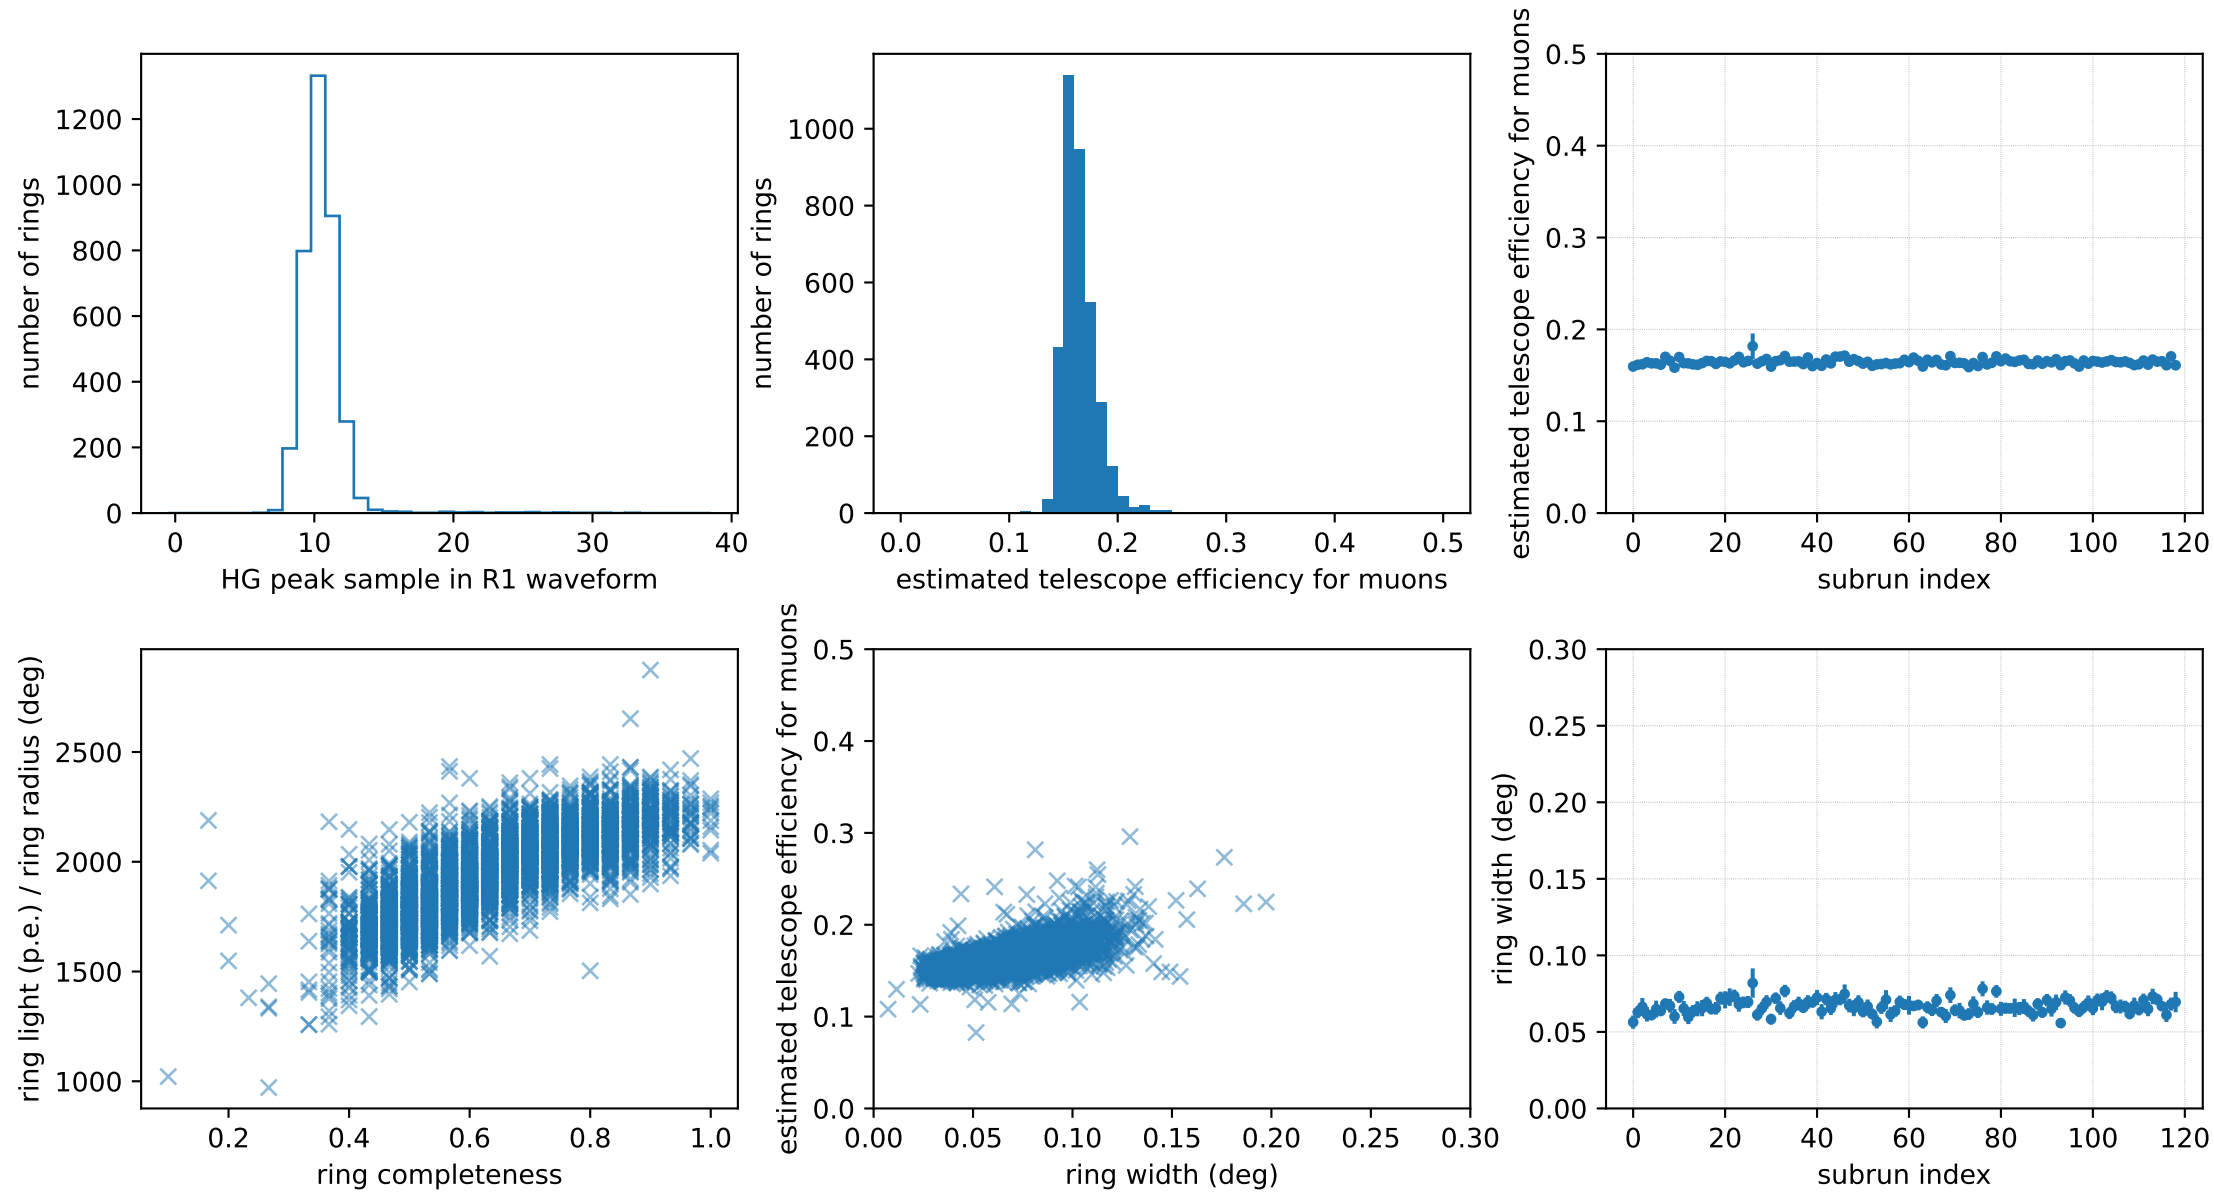 number of rings
1200
1000
800
600
400
200
0
0 10 20 30 40
HG peak sample in R1 waveform
number of rings
1000
800
600
400
200
0
0.0 0.1 0.2 0.3 0.4 0.5
estimated telescope efficiency for muons
estimated telescope efficiency for muons
0.5
0.4
0.3
0.2
0.1
0.0
0 20 40 60 80 100 120
subrun index
ring light (p.e.) / ring radius (deg)
2500
2000
1500
1000
0.2 0.4 0.6 0.8 1.0
ring completeness
estimated telescope efficiency for muons
0.5
0.4
0.3
0.2
0.1
0.0
0.00 0.05 0.10 0.15 0.20 0.25 0.30
ring width (deg)
ring width (deg)
0.30
0.25
0.20
0.15
0.10
0.05
0.00
0 20 40 60 80 100 120
subrun index